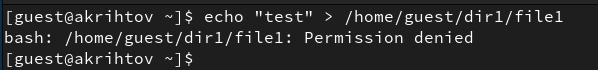 [guest@akrihtov ~]$ echo "test" > /home/guest/dir1/file1
bash: /home/guest/dir1/file1: Permission denied
[guest@akrihtov ~]$